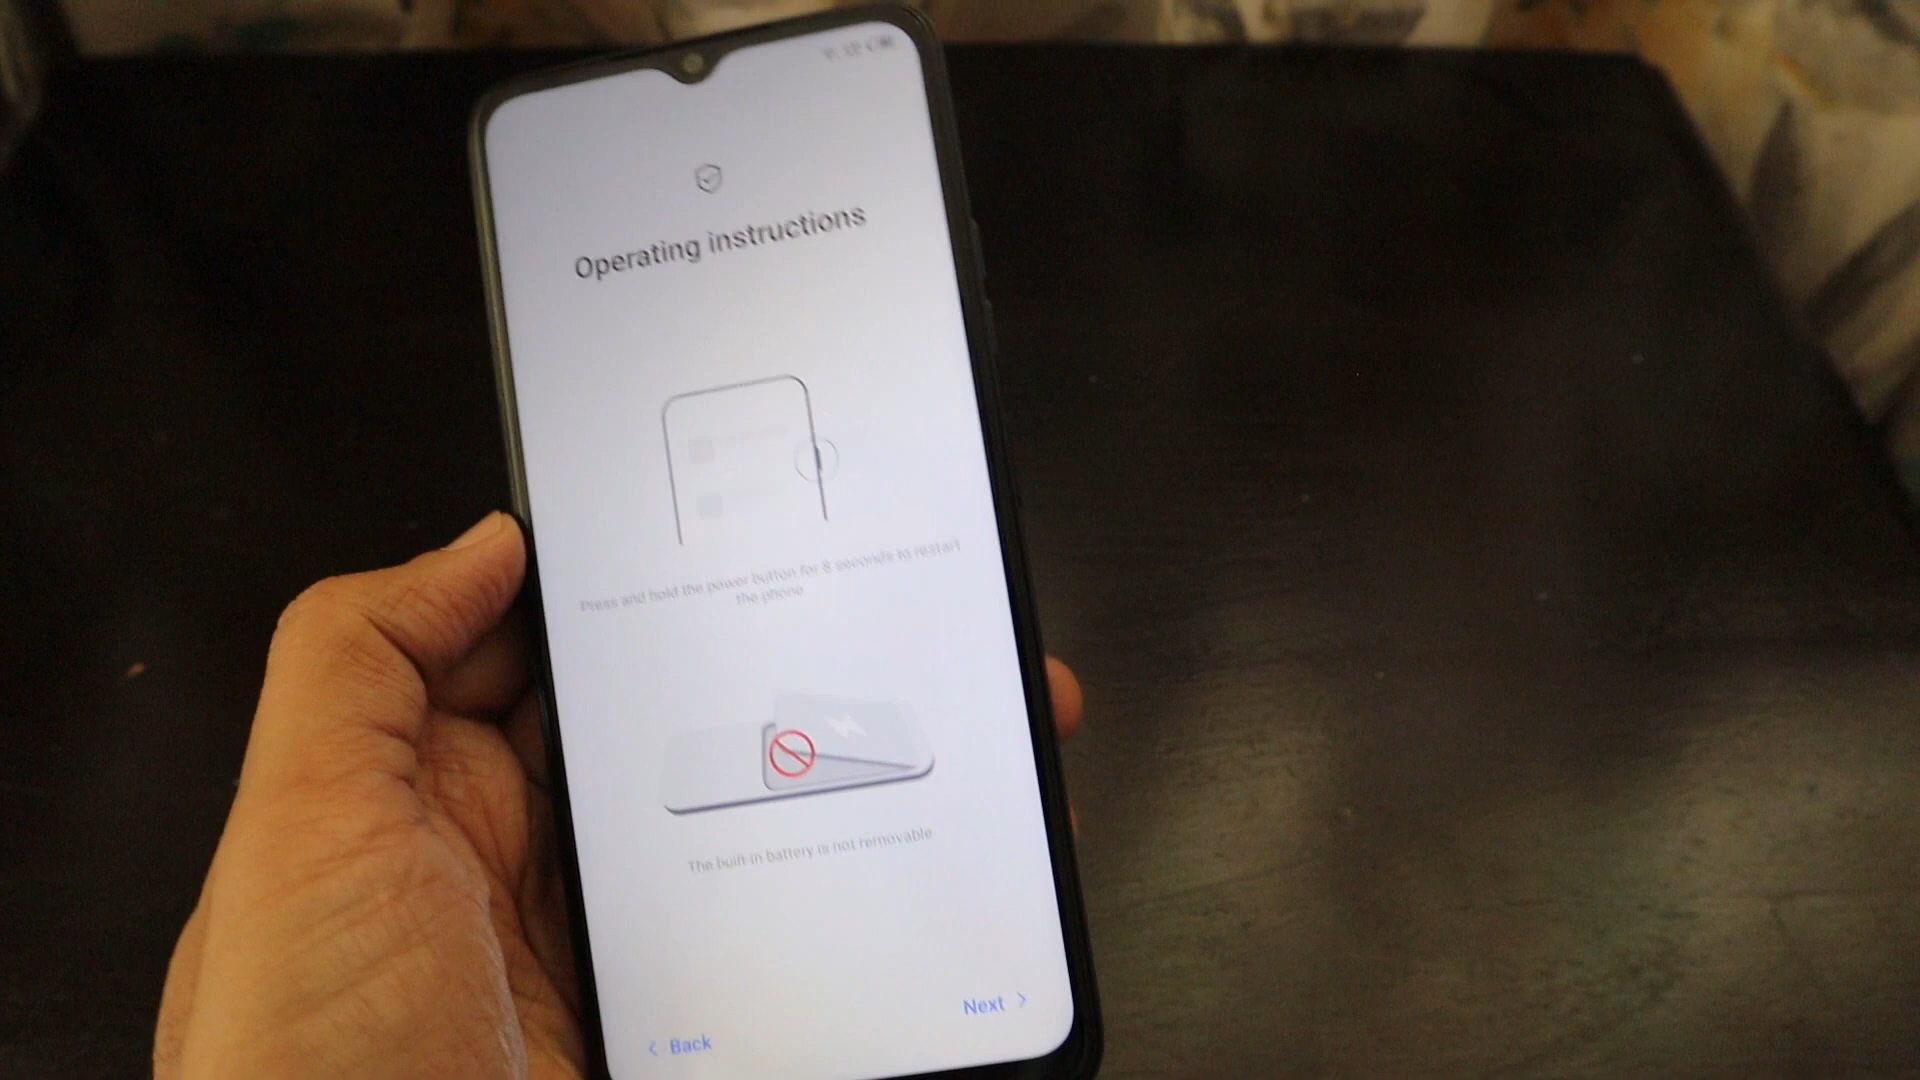 Operating instructions
Press and hold the power button for 8 seconds to restart
the phone
The built-in battery is not removable
Next
Back